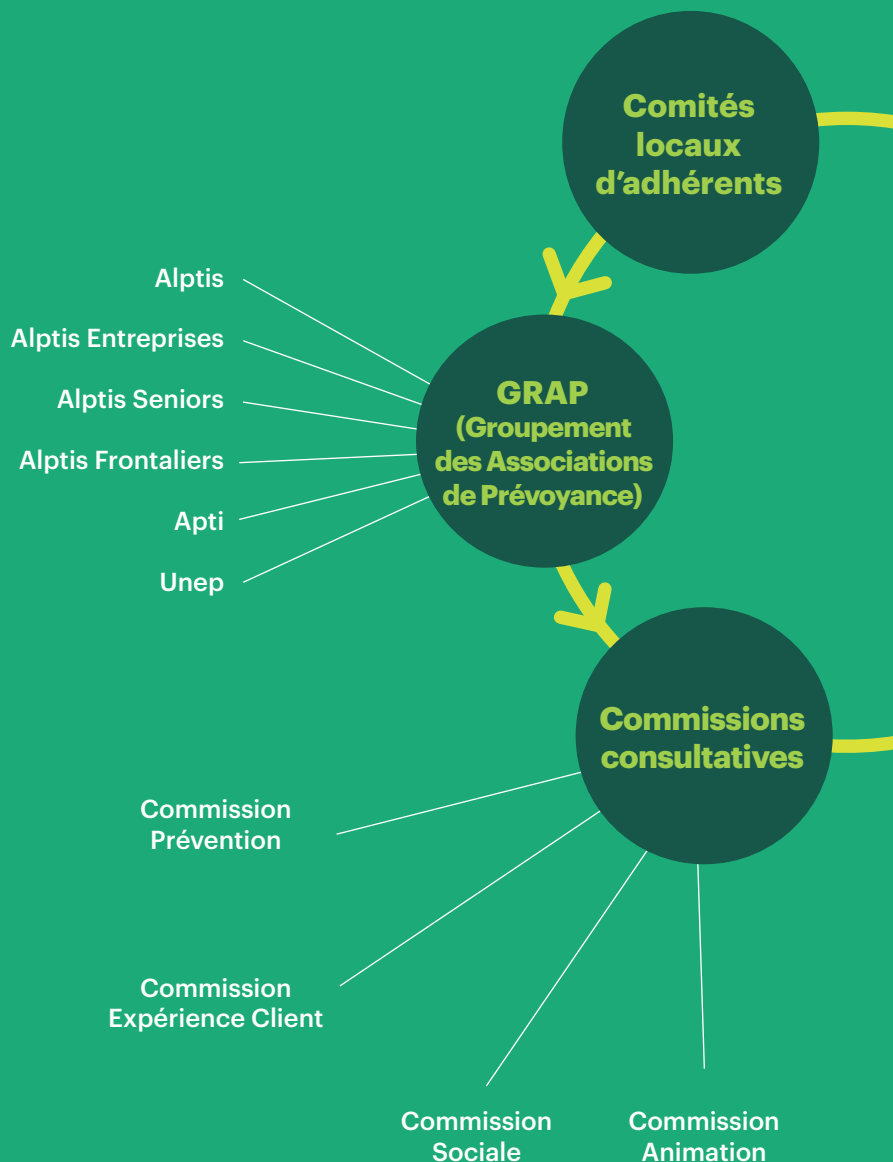 Comités
locaux
d’adhérents
Alptis
Alptis Entreprises
Alptis Seniors
Alptis Frontaliers
Apti
Unep
GRAP
(Groupement
des Associations
de Prévoyance)
Commissions
consultatives
Commission
Prévention
Commission
Expérience Client
Commission
Sociale
Commission
Animation